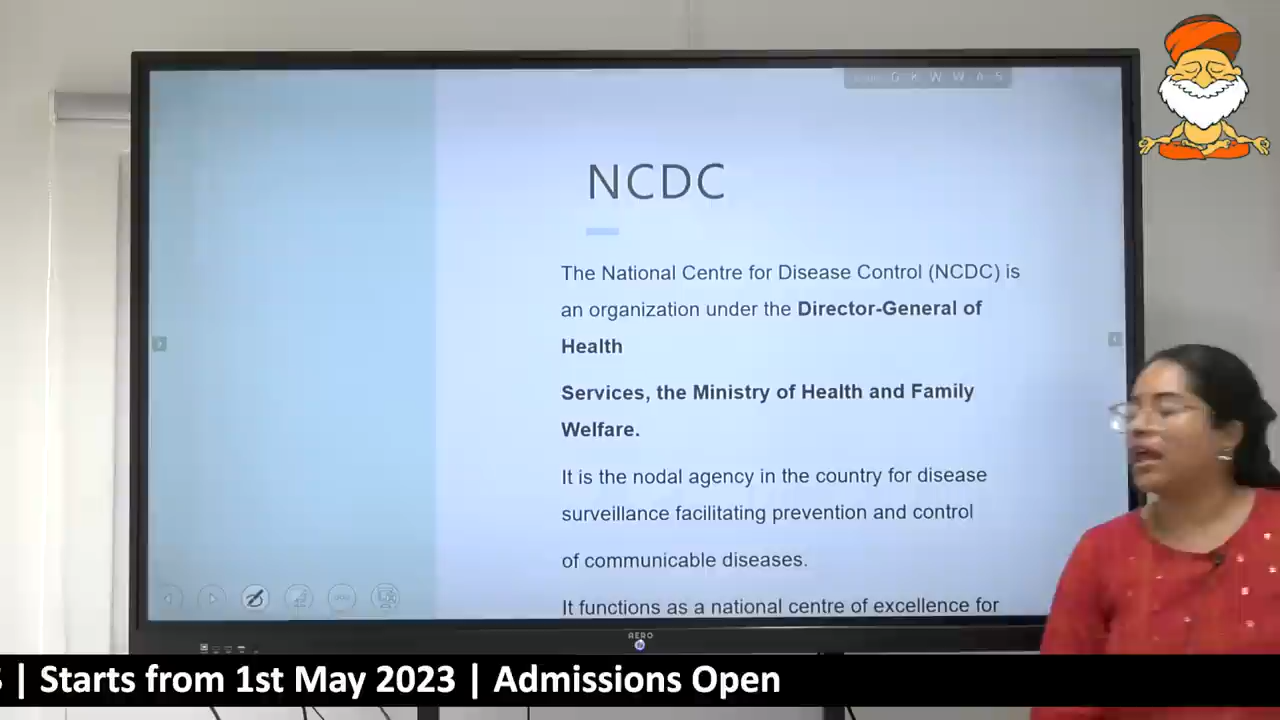 G K W W A S
NCDC
The National Centre for Disease Control (NCDC) is
an organization under the Director-General of
Health
Services, the Ministry of Health and Family
Welfare.
It is the nodal agency in the country for disease
surveillance facilitating prevention and control
of communicable diseases.
It functions as a national centre of excellence for
AERO
| Starts from 1st May 2023 | Admissions Open